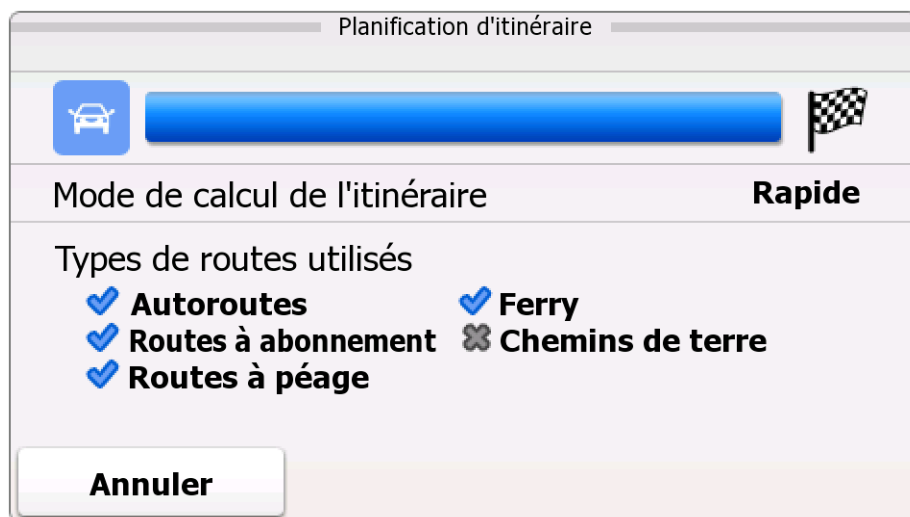 Planification d'itinéraire
Mode de calcul de l'itinéraire Rapide
Types de routes utilisés
Autoroutes Ferry
Routes à abonnement Chemins de terre
Routes à péage
Annuler